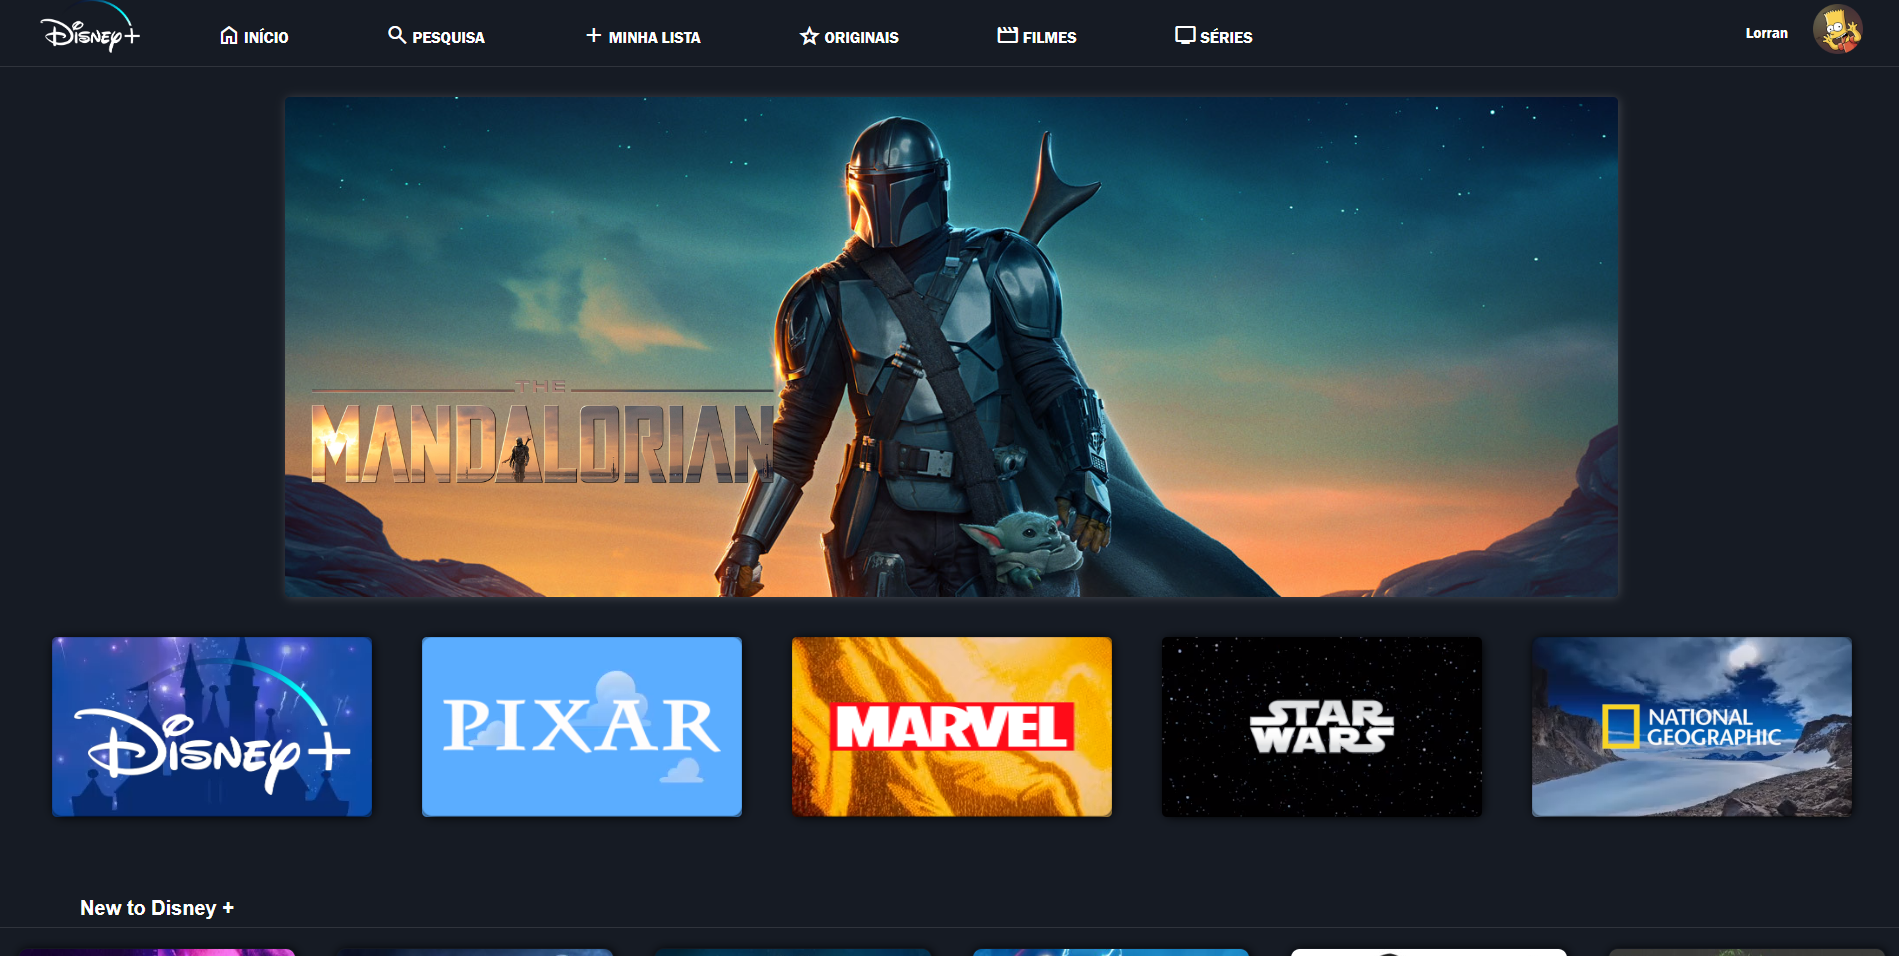 Disney+
INÍCIO
PESQUISA
MINHA LISTA
ORIGINAIS
FILMES
SÉRIES
Lorran
THE
MANDALORIAN
Disney+
PIXAR
MARVEL
STAR
WARS
NATIONAL
GEOGRAPHIC
New to Disney +